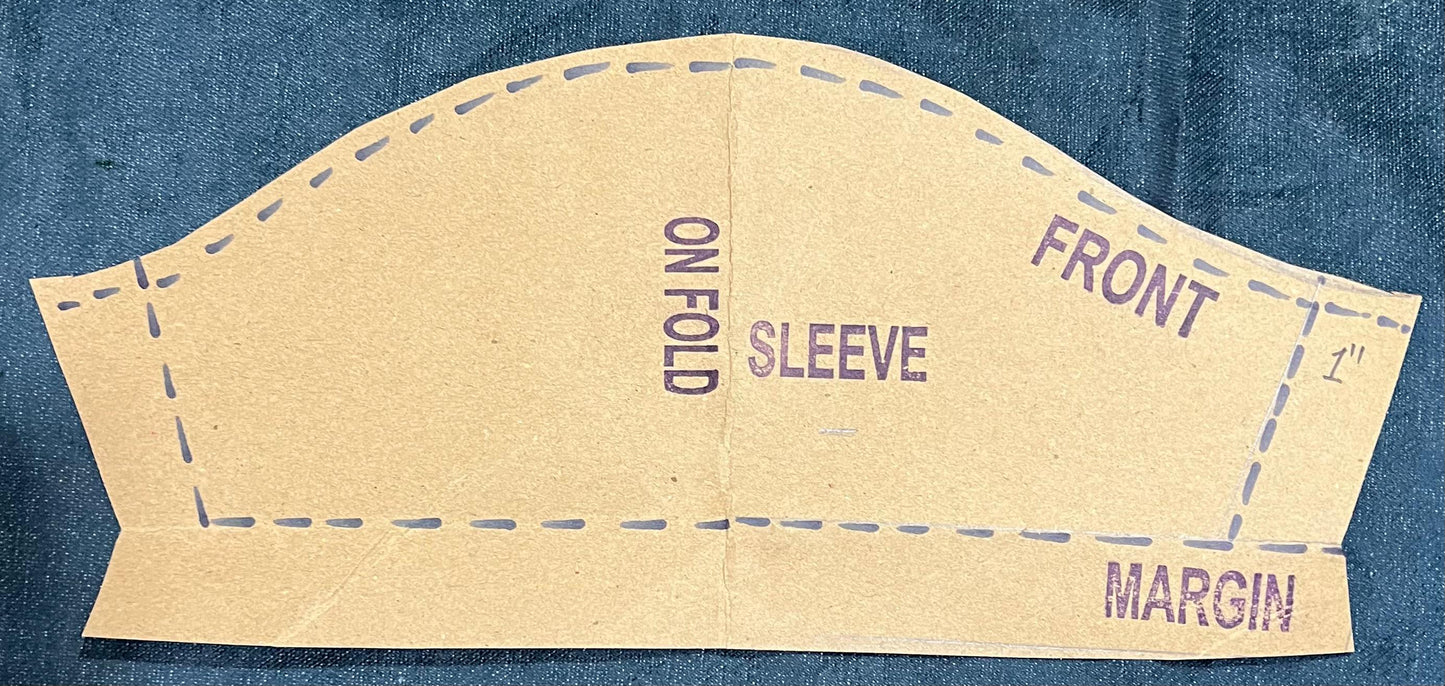 ON FOLD
SLEEVE
FRONT
1"
MARGIN